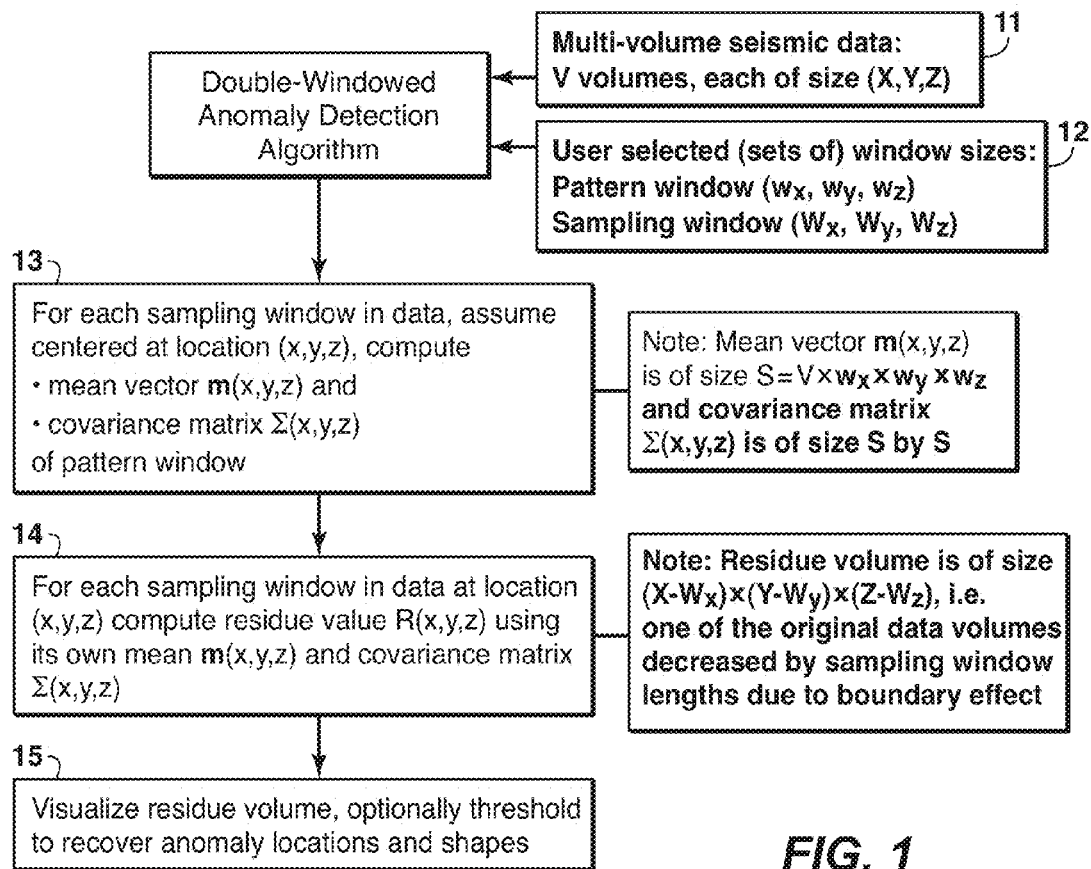 Double-Windowed
Anomaly Detection
Algorithm
11
Multi-volume seismic data:
V volumes, each of size (X,Y,Z)
12
User selected (sets of) window sizes:
Pattern window (wx, wy, wz)
Sampling window (Wx, Wy, Wz)
13
For each sampling window in data, assume
centered at location (x,y,z), compute
• mean vector m(x,y,z) and
• covariance matrix Σ(x,y,z)
of pattern window
Note: Mean vector m(x,y,z)
is of size S=V×wx×wy×wz
and covariance matrix
Σ(x,y,z) is of size S by S
14
For each sampling window in data at location
(x,y,z) compute residue value R(x,y,z) using
its own mean m(x,y,z) and covariance matrix
Σ(x,y,z)
Note: Residue volume is of size
(X-Wx)×(Y-Wy)×(Z-Wz), i.e.
one of the original data volumes
decreased by sampling window
lengths due to boundary effect
15
Visualize residue volume, optionally threshold
to recover anomaly locations and shapes
FIG. 1